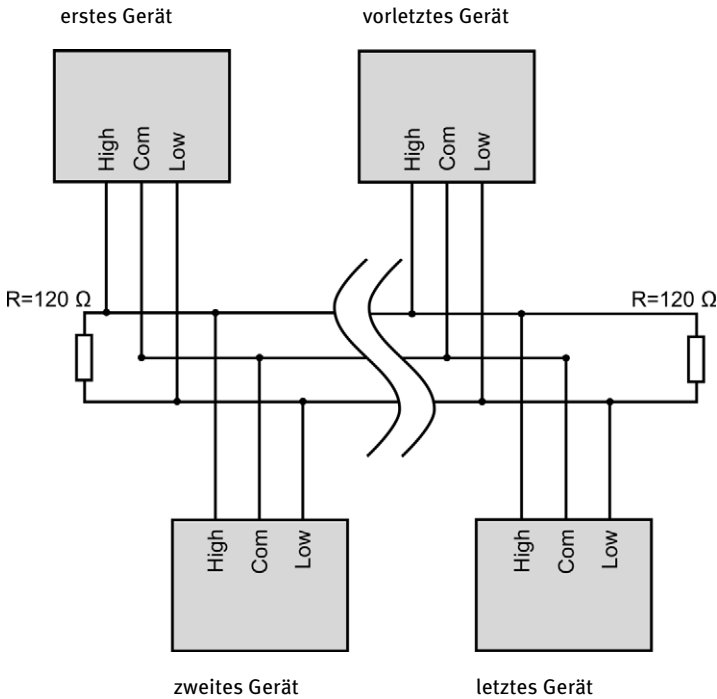 erstes Gerät
vorletztes Gerät
High
Com
Low
High
Com
Low
R=120 Ω
R=120 Ω
High
Com
Low
High
Com
Low
zweites Gerät
letztes Gerät